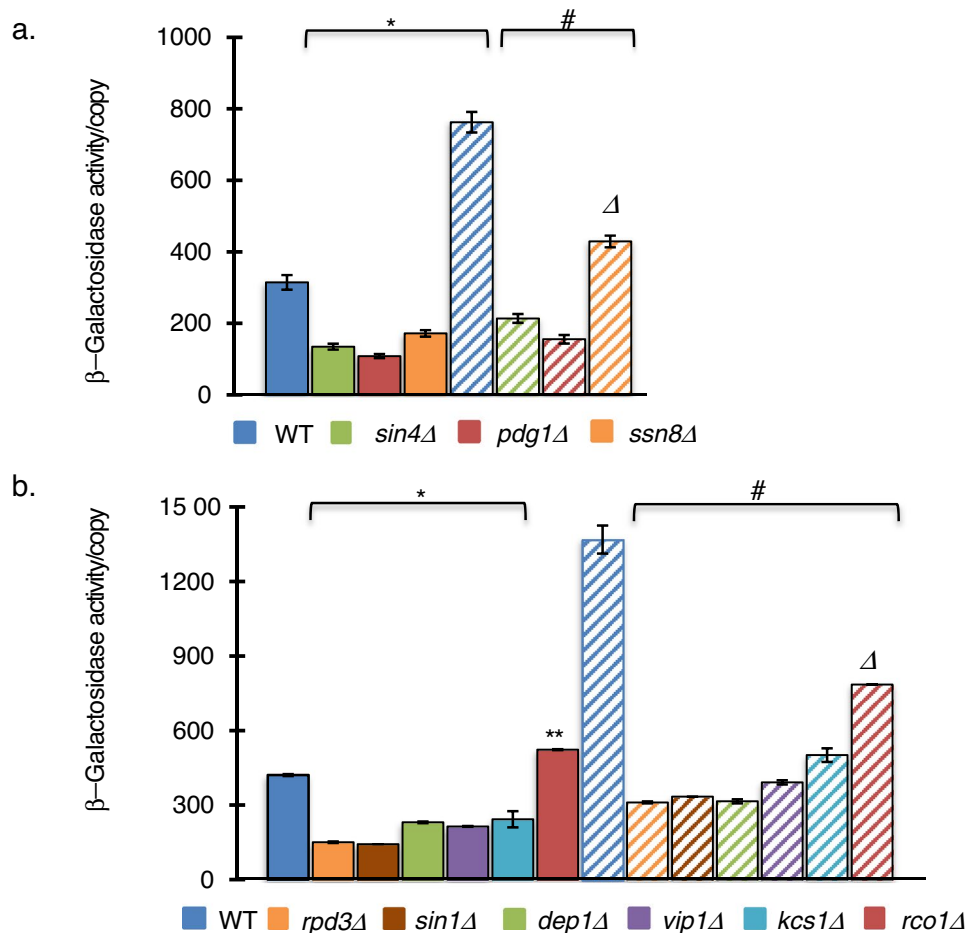 a.
* #
1000
800
600
400
200
0
β−Galactosidase activity/copy
Δ
WT sin4Δ pdg1Δ ssn8Δ
b.
* #
15 00
1200
900
600
300
0
β−Galactosidase activity/copy
Δ
**
WT rpd3Δ sin1Δ dep1Δ vip1Δ kcs1Δ rco1Δ